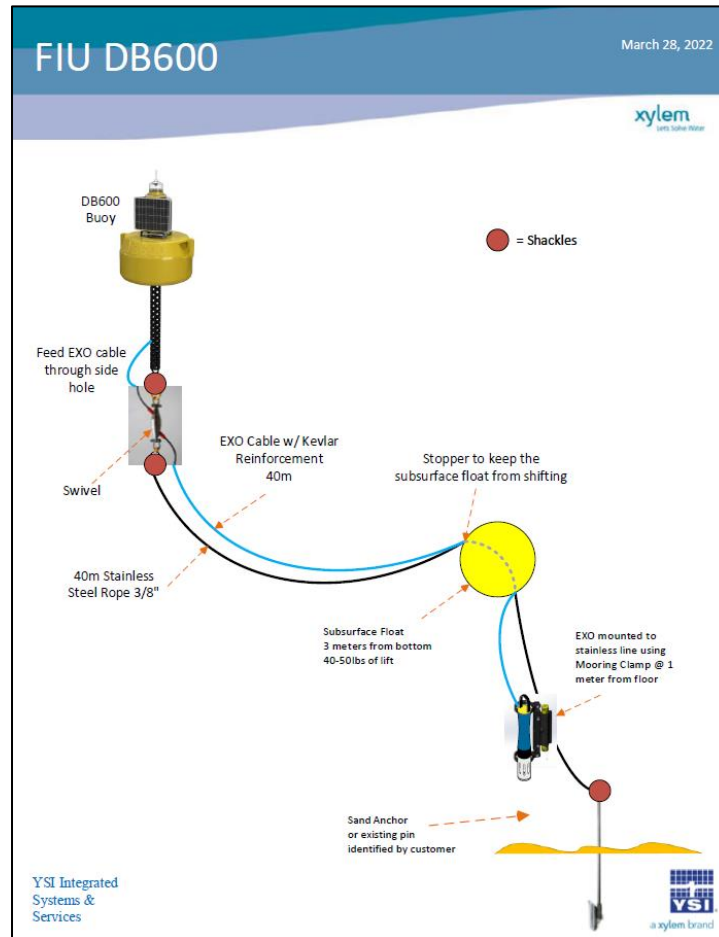 FIU DB600
March 28, 2022
xylem
Let's Solve Water
DB600
Buoy
= Shackles
Feed EXO cable
through side
hole
EXO Cable w/ Kevlar
Reinforcement
40m
Stopper to keep the
subsurface float from shifting
Swivel
40m Stainless
Steel Rope 3/8"
Subsurface Float
3 meters from bottom
40-50lbs of lift
EXO mounted to
stainless line using
Mooring Clamp @ 1
meter from floor
Sand Anchor
or existing pin
identified by customer
YSI Integrated
Systems &
Services
YSI
a xylem brand